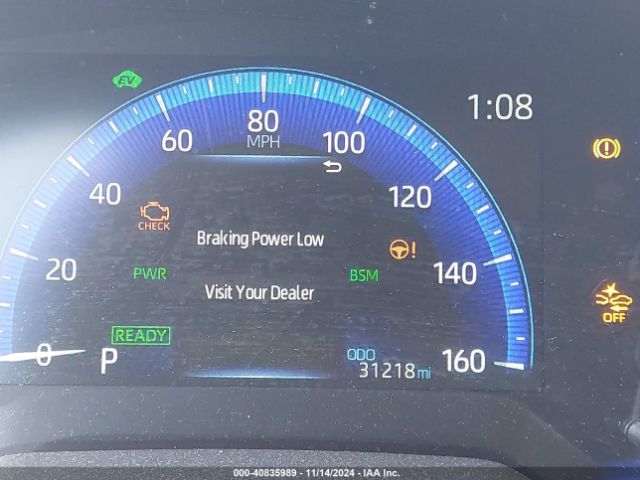 EV
1:08
80
MPH
60
100
40
120
CHECK
Braking Power Low
20
PWR
BSM
140
Visit Your Dealer
OFF
READY
0
P
ODO
31218 mi
160
000-40835989 - 11/14/2024 - IAA Inc.